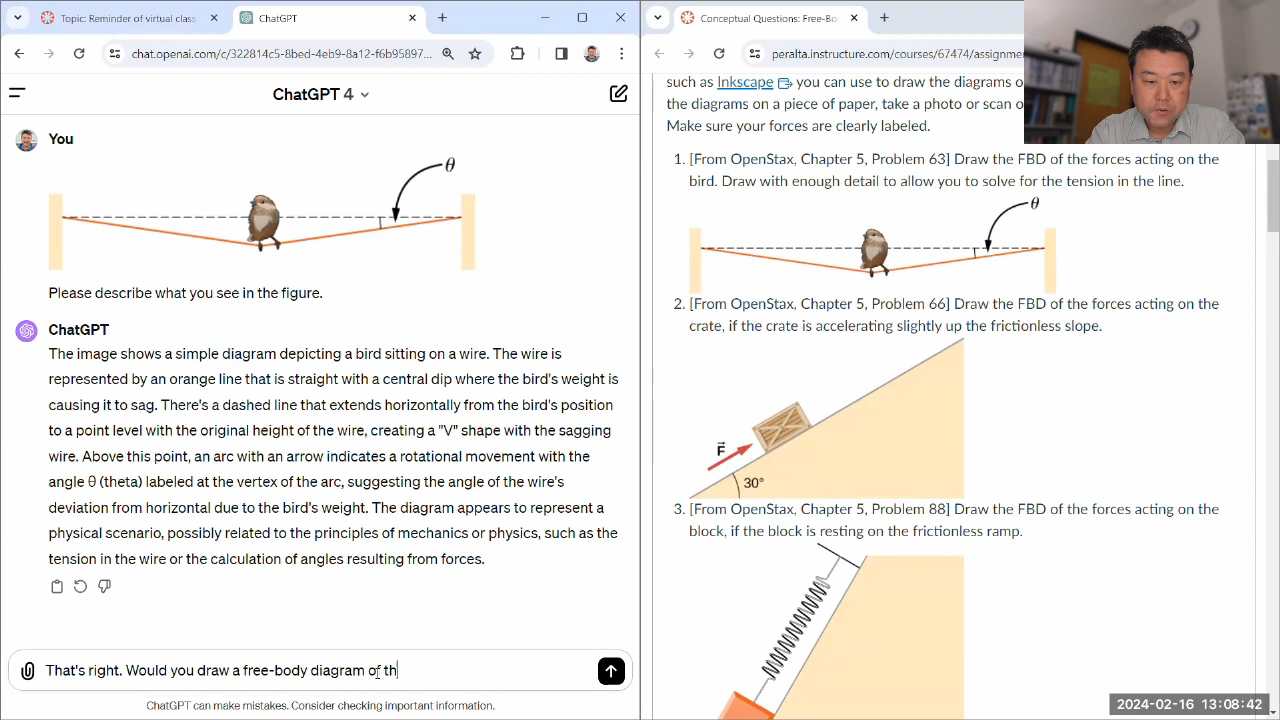 Topic: Reminder of virtual class
ChatGPT
chat.openai.com/c/322814c5-8bed-4eb9-8a12-f6b95897...
ChatGPT 4
You
θ
Please describe what you see in the figure.
ChatGPT
The image shows a simple diagram depicting a bird sitting on a wire. The wire is
represented by an orange line that is straight with a central dip where the bird's weight is
causing it to sag. There's a dashed line that extends horizontally from the bird's position
to a point level with the original height of the wire, creating a "V" shape with the sagging
wire. Above this point, an arc with an arrow indicates a rotational movement with the
angle θ (theta) labeled at the vertex of the arc, suggesting the angle of the wire's
deviation from horizontal due to the bird's weight. The diagram appears to represent a
physical scenario, possibly related to the principles of mechanics or physics, such as the
tension in the wire or the calculation of angles resulting from forces.
That's right. Would you draw a free-body diagram of th
ChatGPT can make mistakes. Consider checking important information.
Conceptual Questions: Free-Bo
peralta.instructure.com/courses/67474/assignme
such as Inkscape you can use to draw the diagrams o
the diagrams on a piece of paper, take a photo or scan o
Make sure your forces are clearly labeled.
1. [From OpenStax, Chapter 5, Problem 63] Draw the FBD of the forces acting on the
bird. Draw with enough detail to allow you to solve for the tension in the line.
θ
2. [From OpenStax, Chapter 5, Problem 66] Draw the FBD of the forces acting on the
crate, if the crate is accelerating slightly up the frictionless slope.
F⃗
30°
3. [From OpenStax, Chapter 5, Problem 88] Draw the FBD of the forces acting on the
block, if the block is resting on the frictionless ramp.
2024-02-16 13:08:42